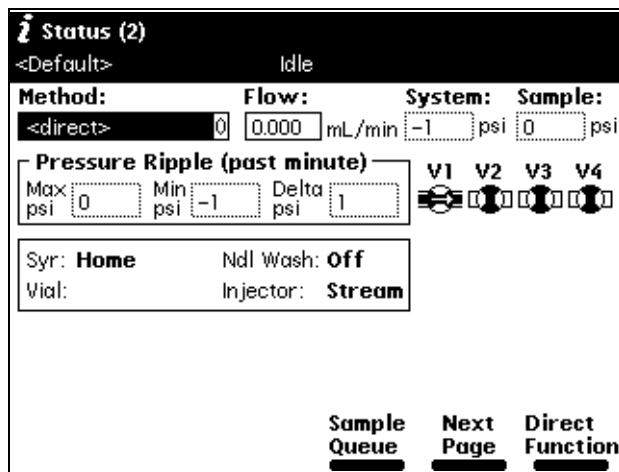 i Status (2)
<Default> Idle
Method: Flow: System: Sample:
<direct> 0 0.000 mL/min -1 psi 0 psi
Pressure Ripple (past minute) V1 V2 V3 V4
Max psi 0 Min psi -1 Delta psi 1
Syr: Home Ndl Wash: Off
Vial: Injector: Stream
Sample Next Direct
Queue Page Function